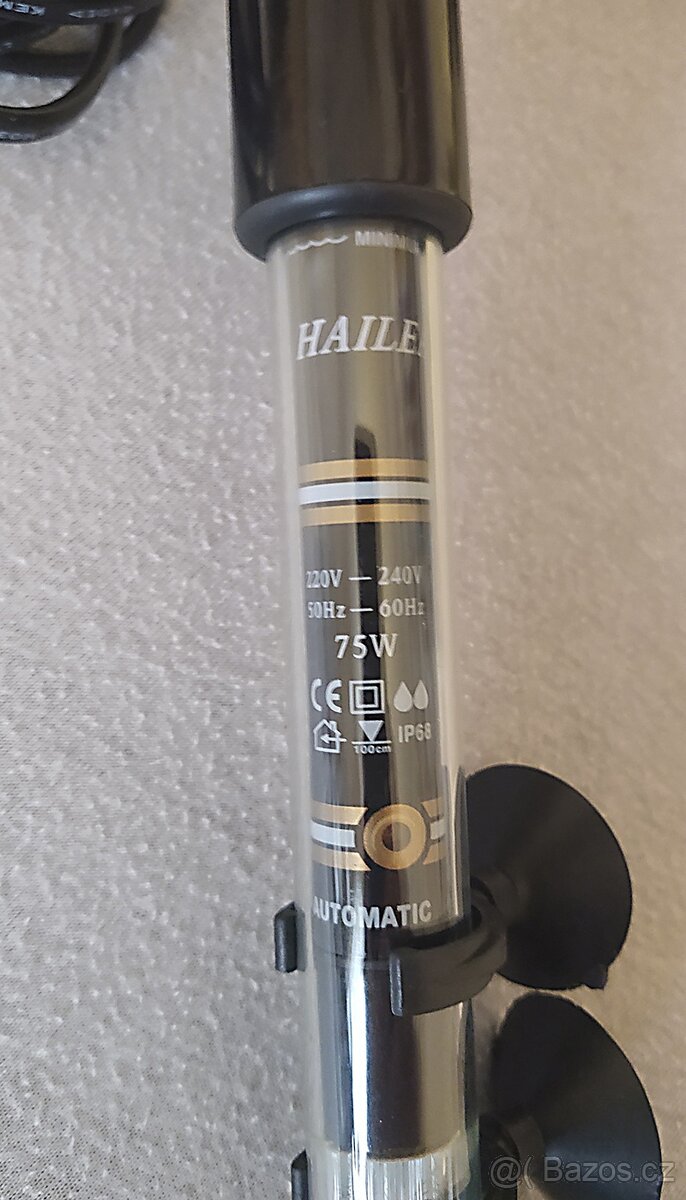 HAILE
220V — 240V
50Hz — 60Hz
75W
CE
IP68
100cm
AUTOMATIC
@ Bazos.cz